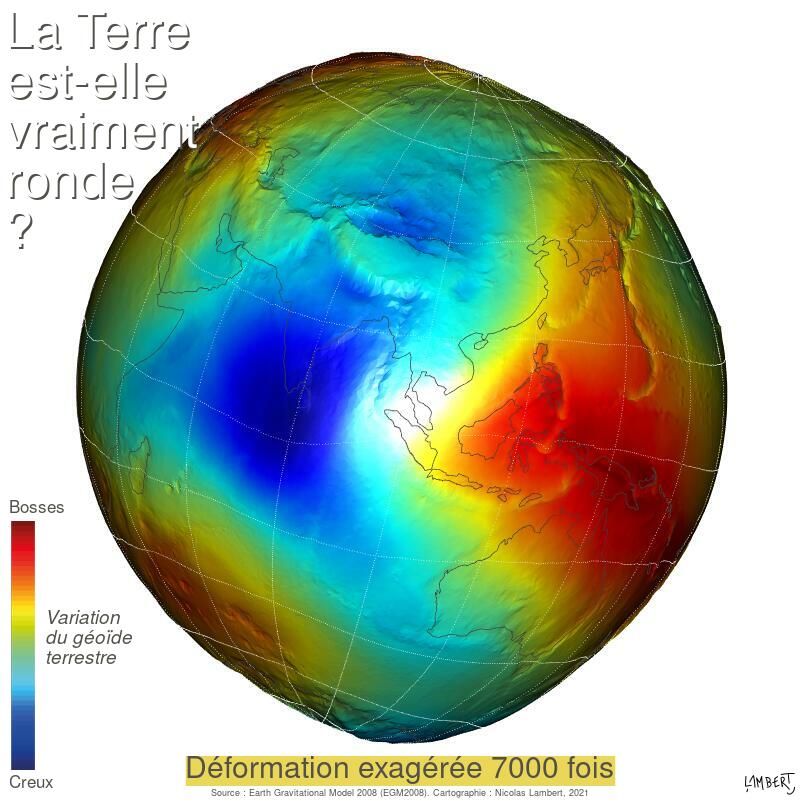 La Terre
est-elle
vraiment
ronde
?
Bosses
Variation
du géoïde
terrestre
Creux
Déformation exagérée 7000 fois
Source : Earth Gravitational Model 2008 (EGM2008). Cartographie : Nicolas Lambert, 2021
LAMBERT